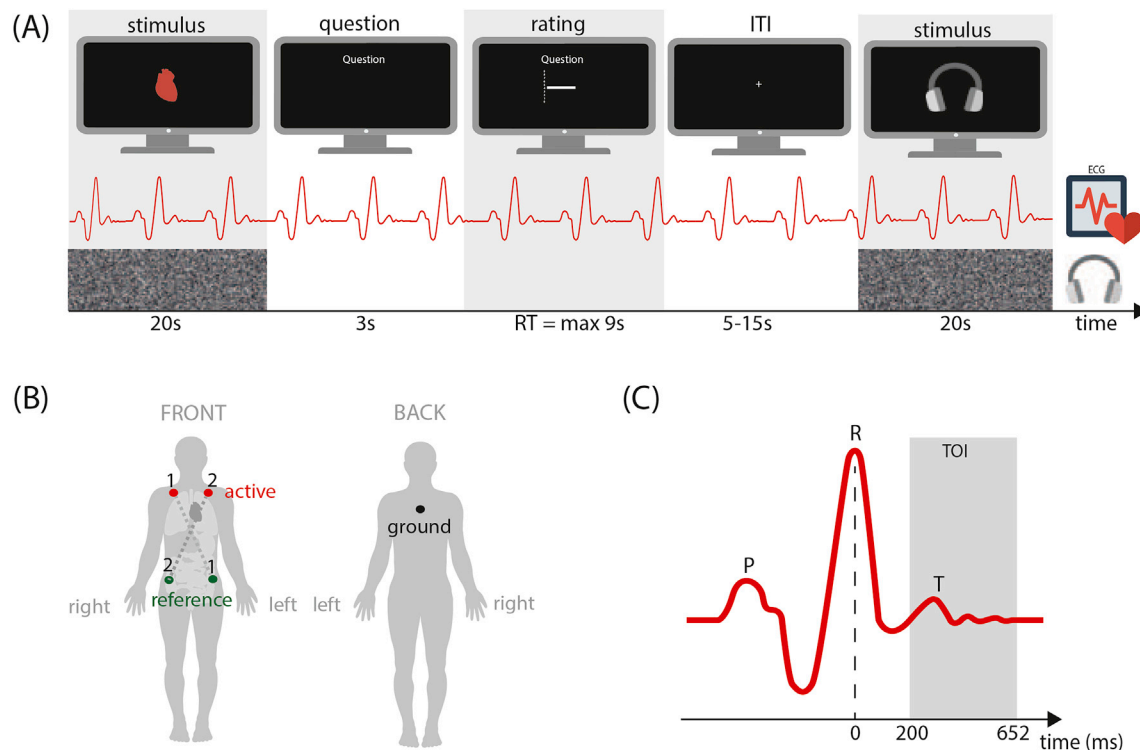 (A)
stimulus question rating ITI stimulus
Question
Question
+
ECG
20s 3s RT = max 9s 5-15s 20s time
(B)
FRONT BACK
1 2
active
ground
2 1
reference
right left left right
(C)
R
TOI
P
T
0 200 652
time (ms)